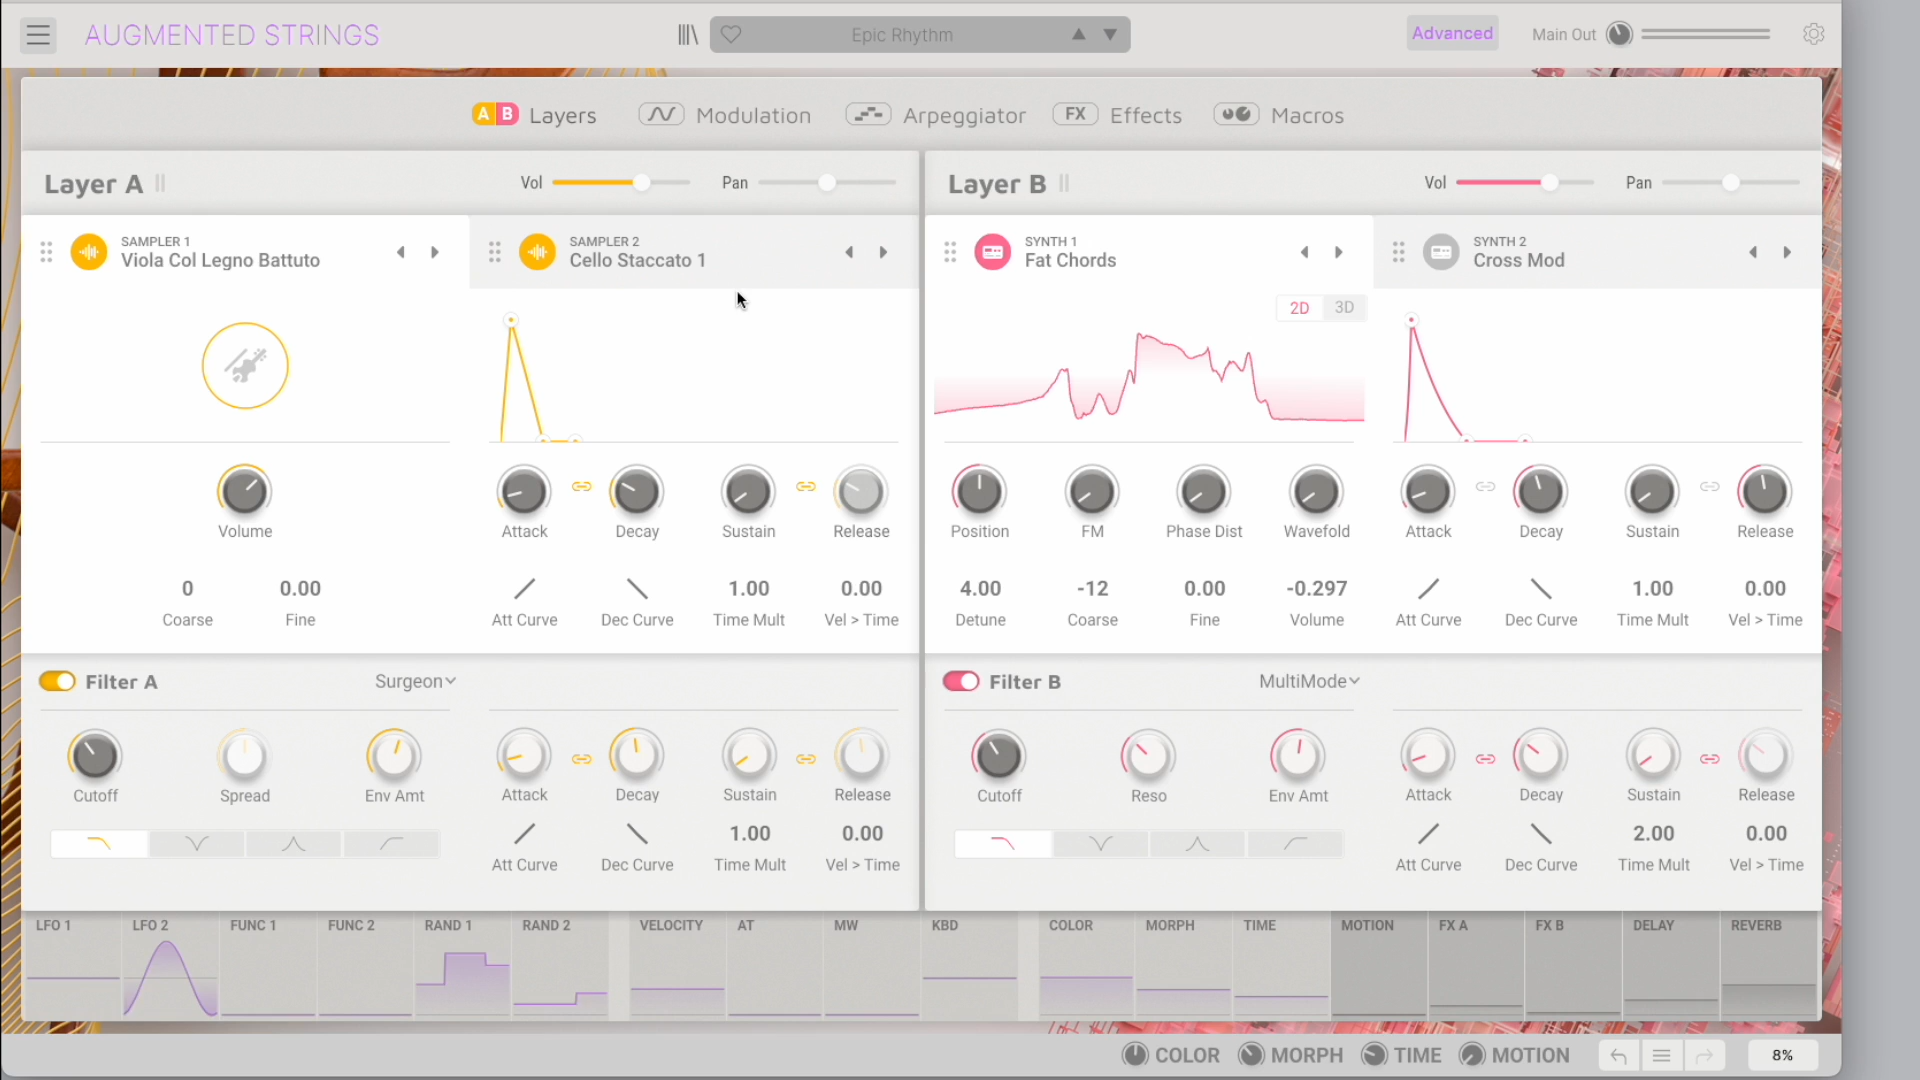 AUGMENTED STRINGS
Epic Rhythm
Advanced
Main Out
A B Layers
Modulation
Arpeggiator
FX Effects
Macros
Layer A
Vol
Pan
Layer B
Vol
Pan
SAMPLER 1
Viola Col Legno Battuto
SAMPLER 2
Cello Staccato 1
SYNTH 1
Fat Chords
SYNTH 2
Cross Mod
2D 3D
Volume
Attack Decay Sustain Release
Position FM Phase Dist Wavefold
Attack Decay Sustain Release
0 0.00
Coarse Fine
1.00 0.00
Att Curve Dec Curve Time Mult Vel > Time
4.00 -12 0.00 -0.297
Detune Coarse Fine Volume
1.00 0.00
Att Curve Dec Curve Time Mult Vel > Time
Filter A
Surgeon
Filter B
MultiMode
Cutoff Spread Env Amt
Attack Decay Sustain Release
Cutoff Reso Env Amt
Attack Decay Sustain Release
1.00 0.00
Att Curve Dec Curve Time Mult Vel > Time
2.00 0.00
Att Curve Dec Curve Time Mult Vel > Time
LFO 1 LFO 2 FUNC 1 FUNC 2 RAND 1 RAND 2 VELOCITY AT MW KBD COLOR MORPH TIME MOTION FX A FX B DELAY REVERB
COLOR MORPH TIME MOTION
8%